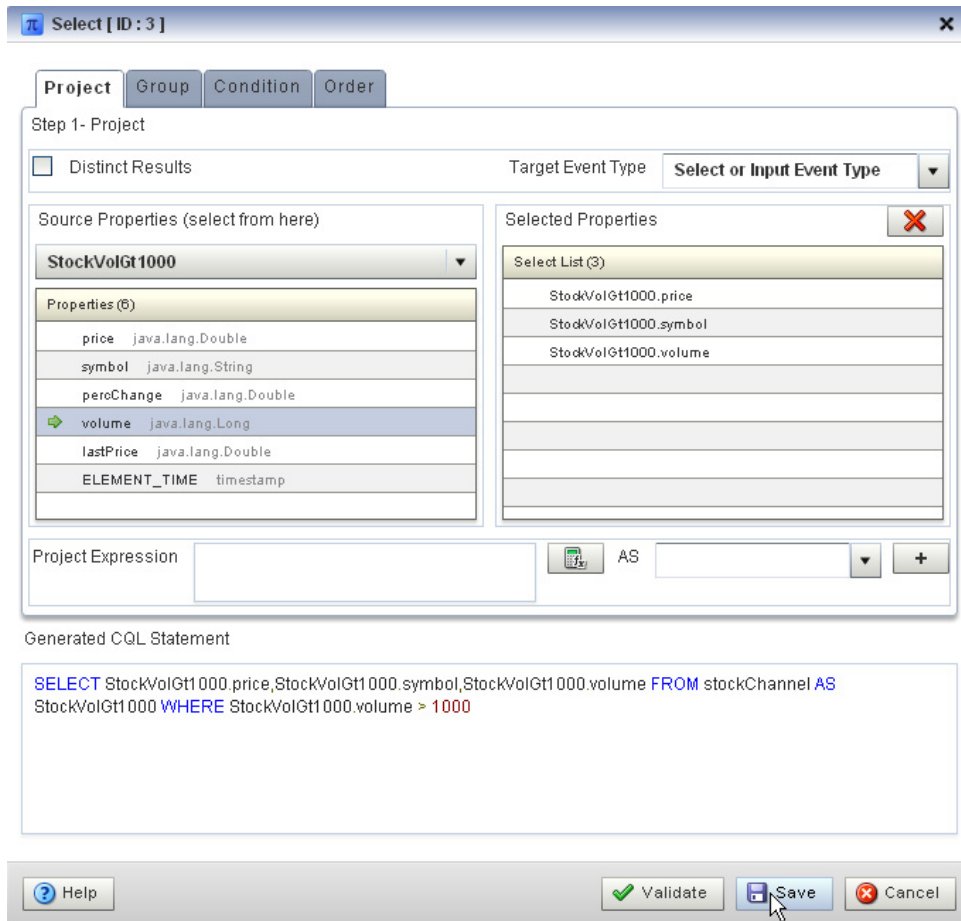 π Select [ ID : 3 ]
Project Group Condition Order
Step 1- Project
Distinct Results Target Event Type Select or Input Event Type
Source Properties (select from here) Selected Properties
StockVolGt1000 Select List (3)
Properties (6) StockVolGt1000.price
price java.lang.Double StockVolGt1000.symbol
symbol java.lang.String StockVolGt1000.volume
percChange java.lang.Double
volume java.lang.Long
lastPrice java.lang.Double
ELEMENT_TIME timestamp
Project Expression fx AS +
Generated CQL Statement
SELECT StockVolGt1000.price,StockVolGt1000.symbol,StockVolGt1000.volume FROM stockChannel AS
StockVolGt1000 WHERE StockVolGt1000.volume > 1000
? Help Validate Save Cancel